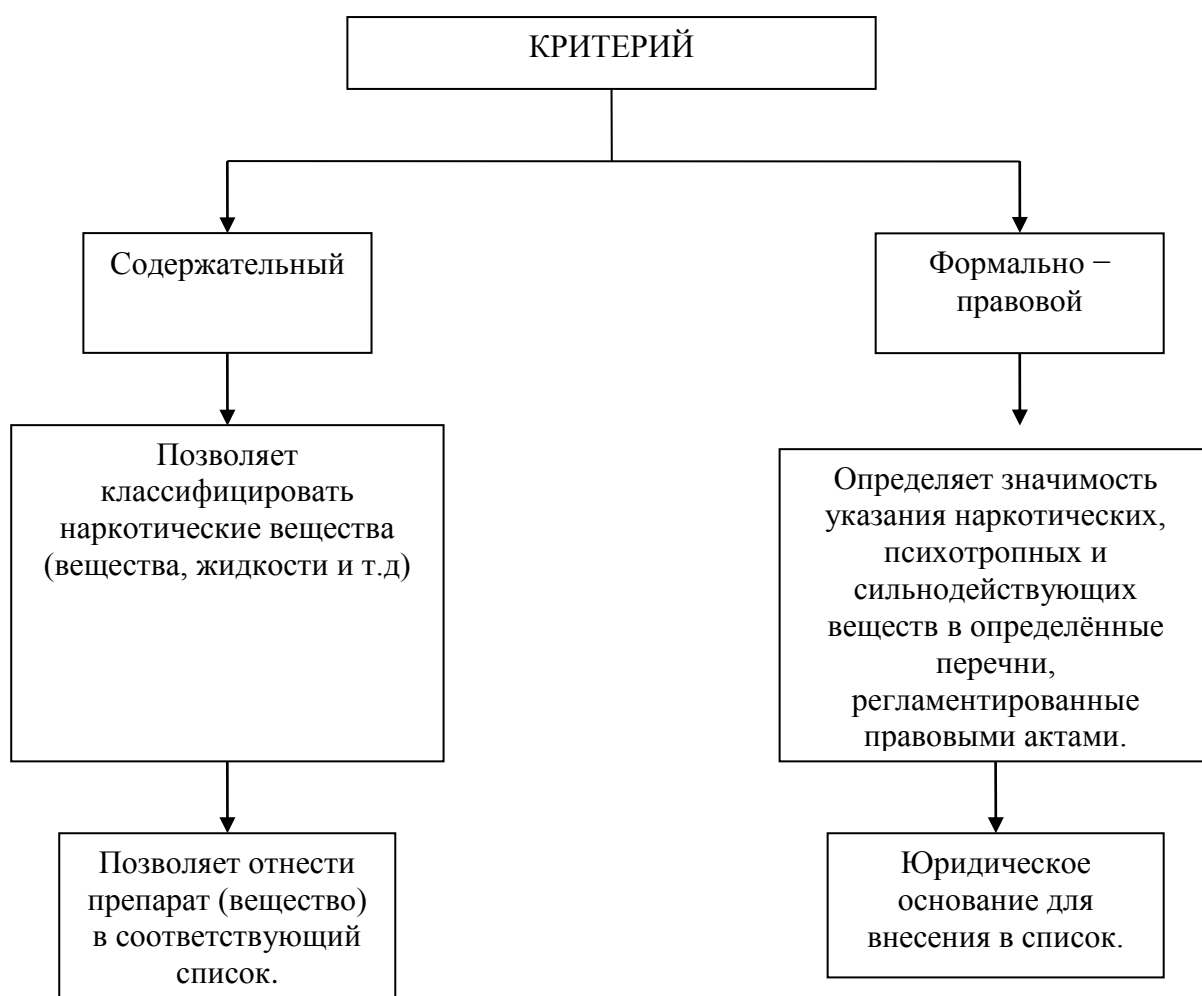 КРИТЕРИЙ
Содержательный
Формально −
правовой
Позволяет
классифицировать
наркотические вещества
(вещества, жидкости и т.д)
Определяет значимость
указания наркотических,
психотропных и
сильнодействующих
веществ в определённые
перечни,
регламентированные
правовыми актами.
Позволяет отнести
препарат (вещество)
в соответствующий
список.
Юридическое
основание для
внесения в список.